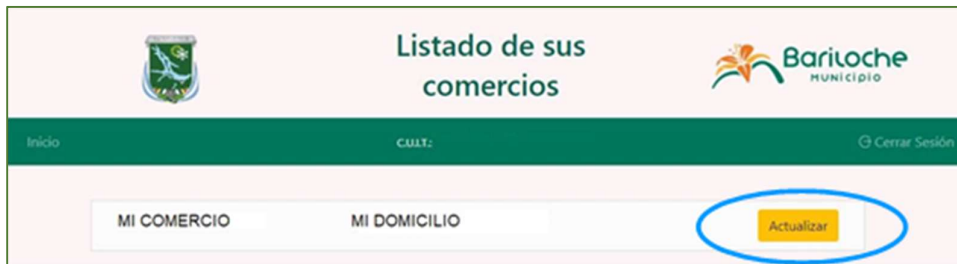 Listado de sus
comercios
Bariloche
MUNICIPIO
Inicio
C.U.I.T.:
Cerrar Sesión
MI COMERCIO
MI DOMICILIO
Actualizar